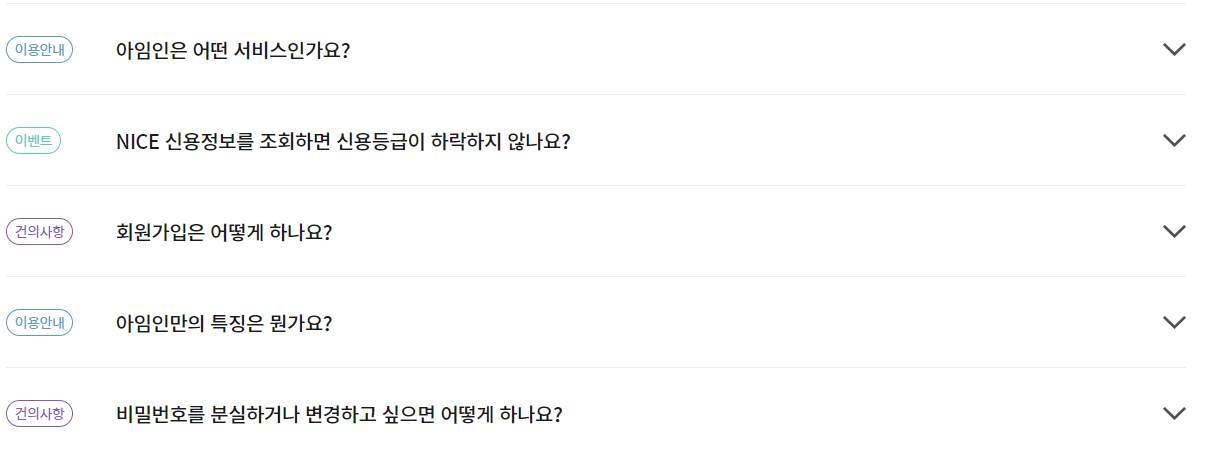 이용안내 아임인은 어떤 서비스인가요?
이벤트 NICE 신용정보를 조회하면 신용등급이 하락하지 않나요?
건의사항 회원가입은 어떻게 하나요?
이용안내 아임인만의 특징은 뭔가요?
건의사항 비밀번호를 분실하거나 변경하고 싶으면 어떻게 하나요?